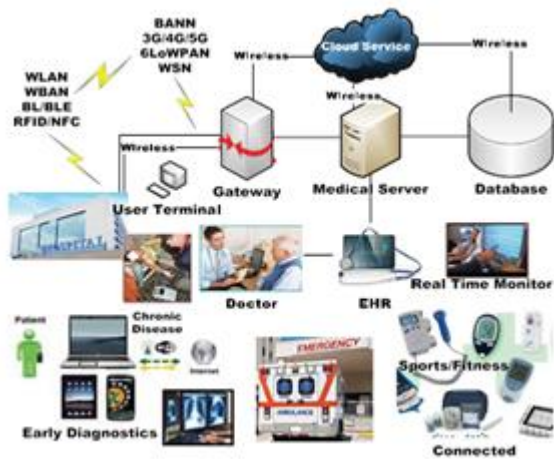 BANN
3G/4G/5G
6LoWPAN
WSN
Cloud Service
Wireless
Wireless
WLAN
WBAN
BL/BLE
RFID/NFC
Wireless
Wireless
Gateway
Medical Server
Database
User Terminal
HOSPITAL
Doctor
EHR
Real Time Monitor
Patient
Chronic
Disease
Internet
EMERGENCY
AMBULANCE
Sports/Fitness
Early Diagnostics
Connected